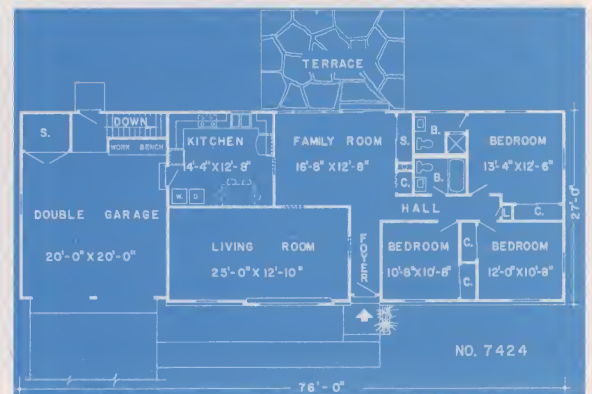 TERRACE
S.
DOWN
WORK BENCH
KITCHEN
14'-4" X 12'-8"
W.
D.
FAMILY ROOM
16'-8" X 12'-8"
S.
C.
B.
B.
BEDROOM
13'-4" X 12'-6"
DOUBLE GARAGE
20'-0" X 20'-0"
LIVING ROOM
25'-0" X 12'-10"
FOYER
HALL
L
C.
BEDROOM
10'-8" X 10'-8"
C.
C.
BEDROOM
12'-0" X 10'-8"
27'-0"
NO. 7424
76'-0"